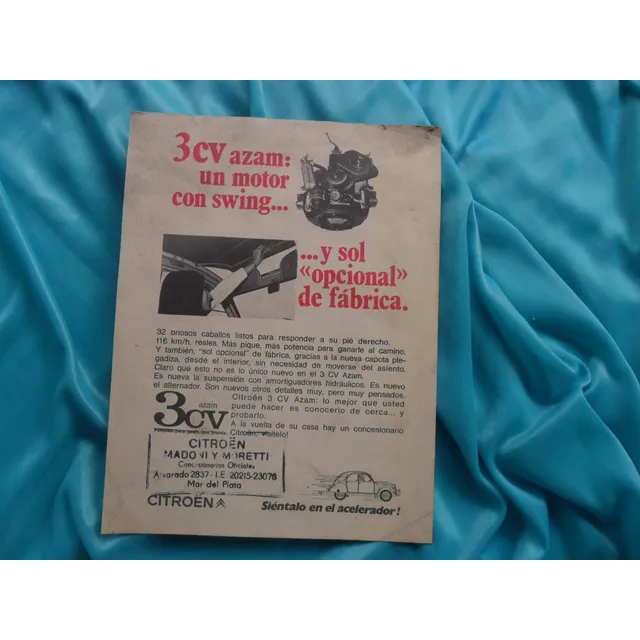 3CV azam:
un motor
con swing...
...y sol
«opcional»
de fábrica.
32 briosos caballos listos para responder a su pié derecho.
116 km/h. reales. Más pique, más potencia para ganarle al camino.
Y también, "sol opcional" de fábrica, gracias a la nueva capota ple-
gadiza, desde el interior, sin necesidad de moverse del asiento.
Claro que esto no es lo único nuevo en el 3 CV Azam.
Es nueva la suspensión con amortiguadores hidráulicos. Es nuevo
el alternador. Son nuevos otros detalles muy, pero muy pensados.
Citroën 3 CV Azam: lo mejor que usted
puede hacer es conocerlo de cerca... y
probarlo.
A la vuelta de su casa hay un concesionario
Citroën, visítelo!
azam
3CV
CITROËN
MADONI Y MORETTI
Concesionarios Oficiales
Alvarado 2837 - T.E. 20215-23078
Mar del Plata
CITROËN
Siéntalo en el acelerador!